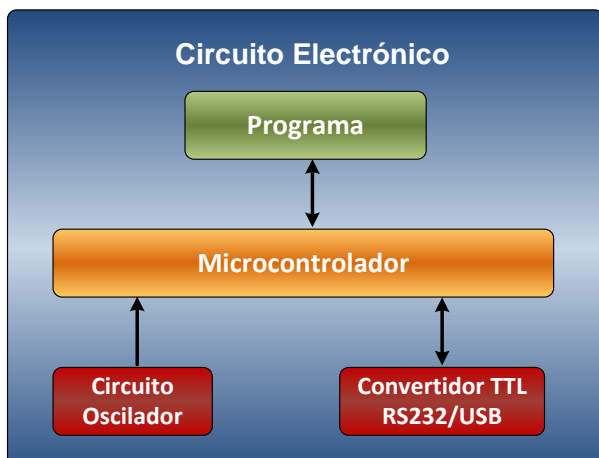 Circuito Electrónico
Programa
Microcontrolador
Circuito
Oscilador
Convertidor TTL
RS232/USB